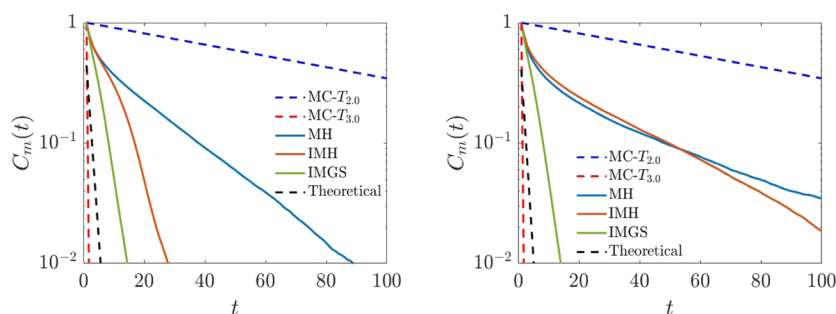 1
10^{-1}
10^{-2}
C_m(t)
MC-T_{2.0}
MC-T_{3.0}
MH
IMH
IMGS
Theoretical
0 20 40 60 80 100
t
1
10^{-1}
10^{-2}
C_m(t)
MC-T_{2.0}
MC-T_{3.0}
MH
IMH
IMGS
Theoretical
0 20 40 60 80 100
t